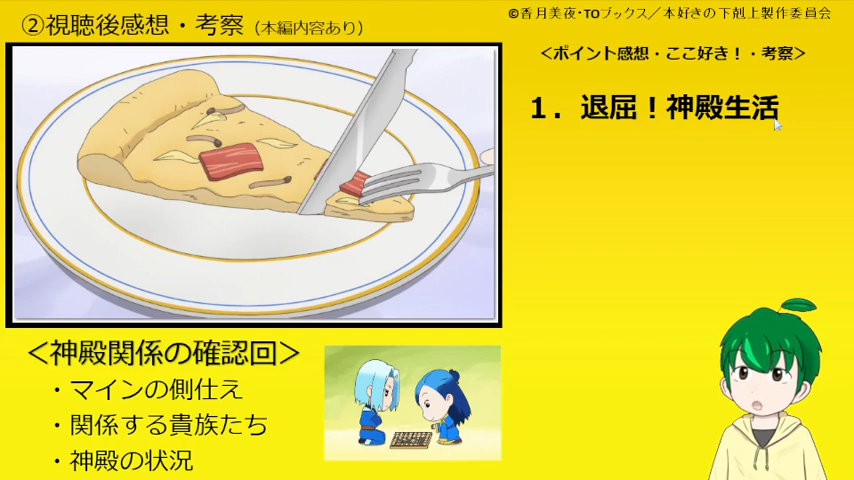 ②視聴後感想・考察（本編内容あり）
©香月美夜・TOブックス／本好きの下剋上製作委員会
＜ポイント感想・ここ好き！・考察＞
１．退屈！神殿生活
＜神殿関係の確認回＞
・マインの側仕え
・関係する貴族たち
・神殿の状況